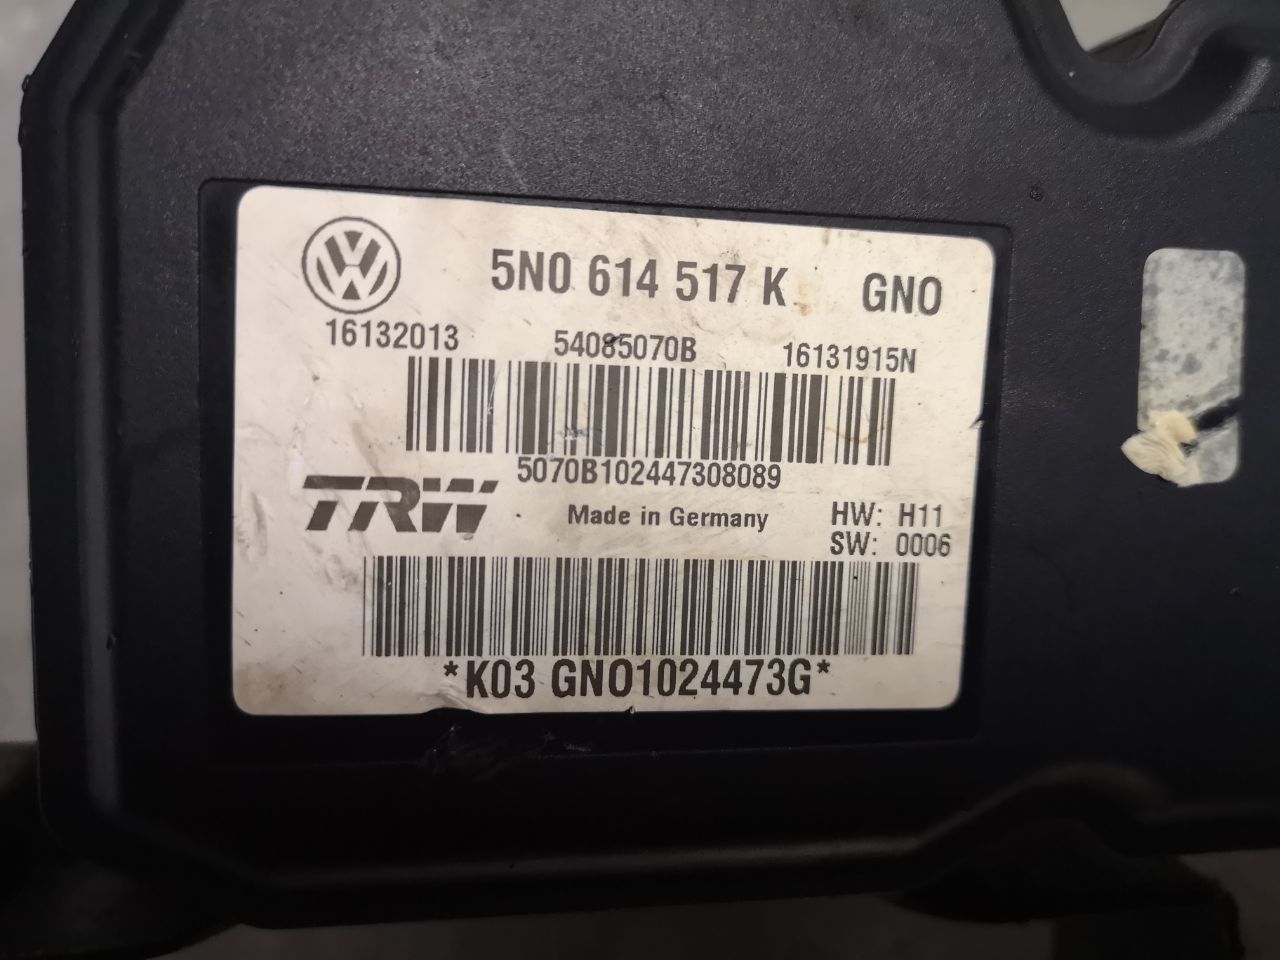 5N0 614 517 K GNO
16132013 54085070B 16131915N
5070B102447308089
TRW Made in Germany HW: H11
SW: 0006
*K03 GNO1024473G*